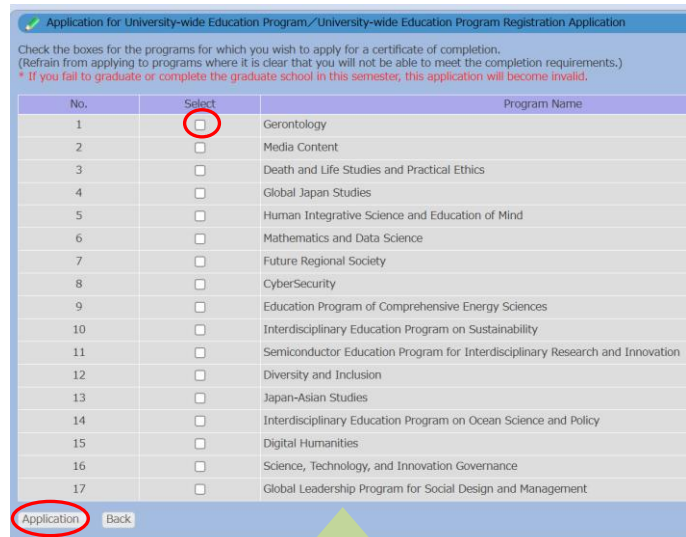 Application for University-wide Education Program／University-wide Education Program Registration Application
Check the boxes for the programs for which you wish to apply for a certificate of completion.
(Refrain from applying to programs where it is clear that you will not be able to meet the completion requirements.)
* If you fail to graduate or complete the graduate school in this semester, this application will become invalid.
No. Select Program Name
1 Gerontology
2 Media Content
3 Death and Life Studies and Practical Ethics
4 Global Japan Studies
5 Human Integrative Science and Education of Mind
6 Mathematics and Data Science
7 Future Regional Society
8 CyberSecurity
9 Education Program of Comprehensive Energy Sciences
10 Interdisciplinary Education Program on Sustainability
11 Semiconductor Education Program for Interdisciplinary Research and Innovation
12 Diversity and Inclusion
13 Japan-Asian Studies
14 Interdisciplinary Education Program on Ocean Science and Policy
15 Digital Humanities
16 Science, Technology, and Innovation Governance
17 Global Leadership Program for Social Design and Management
Application Back